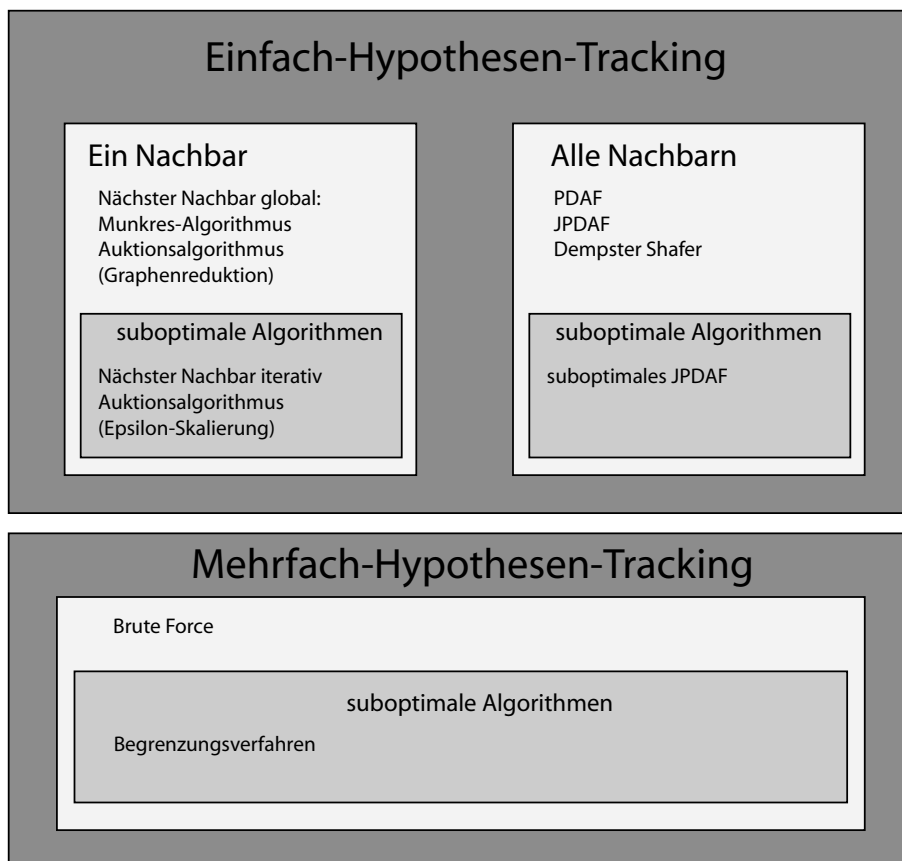 Einfach-Hypothesen-Tracking
Ein Nachbar
Nächster Nachbar global:
Munkres-Algorithmus
Auktionsalgorithmus
(Graphenreduktion)
suboptimale Algorithmen
Nächster Nachbar iterativ
Auktionsalgorithmus
(Epsilon-Skalierung)
Alle Nachbarn
PDAF
JPDAF
Dempster Shafer
suboptimale Algorithmen
suboptimales JPDAF
Mehrfach-Hypothesen-Tracking
Brute Force
suboptimale Algorithmen
Begrenzungsverfahren